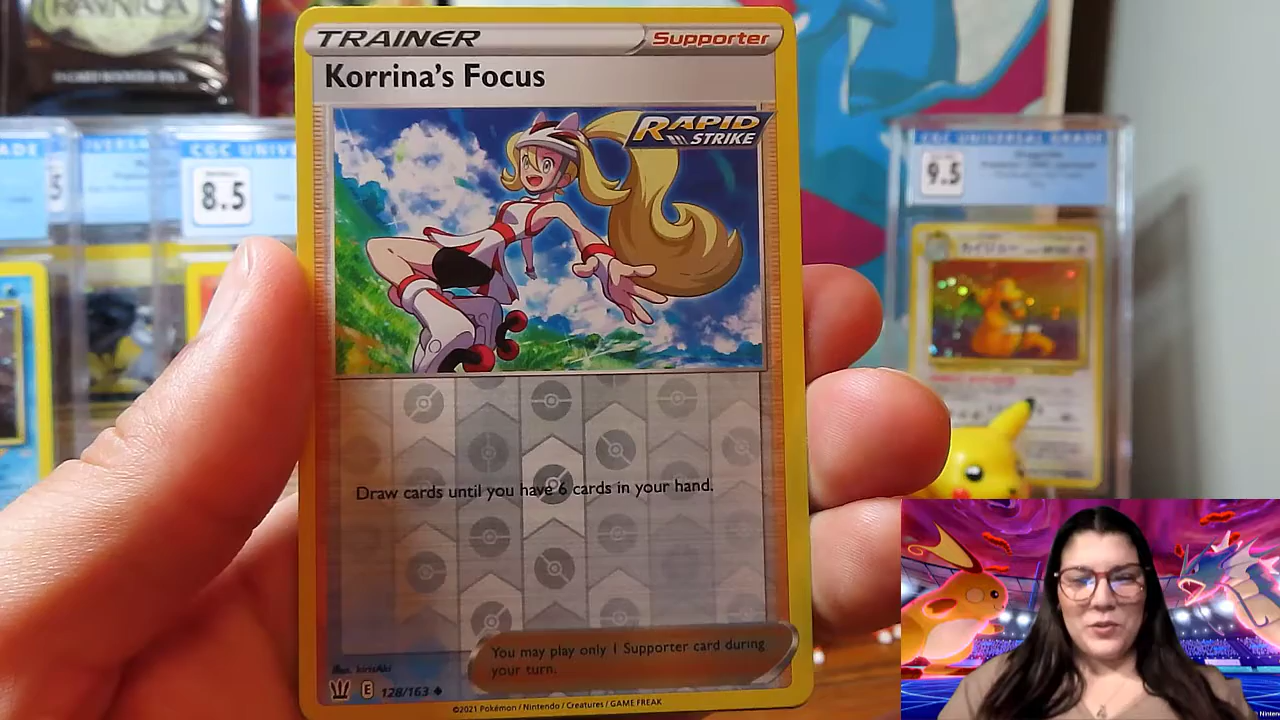 RAVNICA
TRAINER
Supporter
Korrina's Focus
RAPID
STRIKE
Draw cards until you have 6 cards in your hand.
You may play only 1 Supporter card during
your turn.
E 128/163
©2021 Pokémon / Nintendo / Creatures / GAME FREAK
CGC UNIV
8.5
CGC UNIVERSAL GRADE
9.5